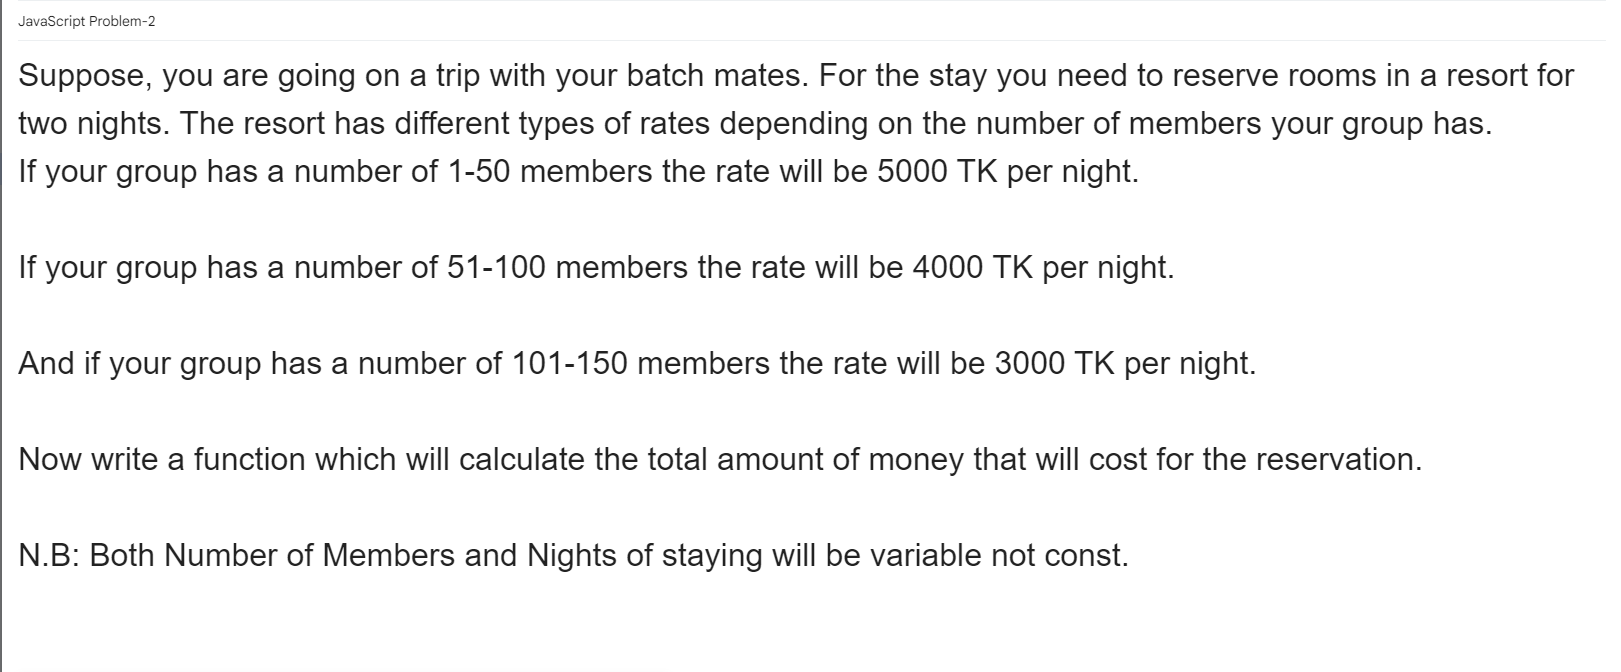 JavaScript Problem-2
Suppose, you are going on a trip with your batch mates. For the stay you need to reserve rooms in a resort for
two nights. The resort has different types of rates depending on the number of members your group has.
If your group has a number of 1-50 members the rate will be 5000 TK per night.
If your group has a number of 51-100 members the rate will be 4000 TK per night.
And if your group has a number of 101-150 members the rate will be 3000 TK per night.
Now write a function which will calculate the total amount of money that will cost for the reservation.
N.B: Both Number of Members and Nights of staying will be variable not const.